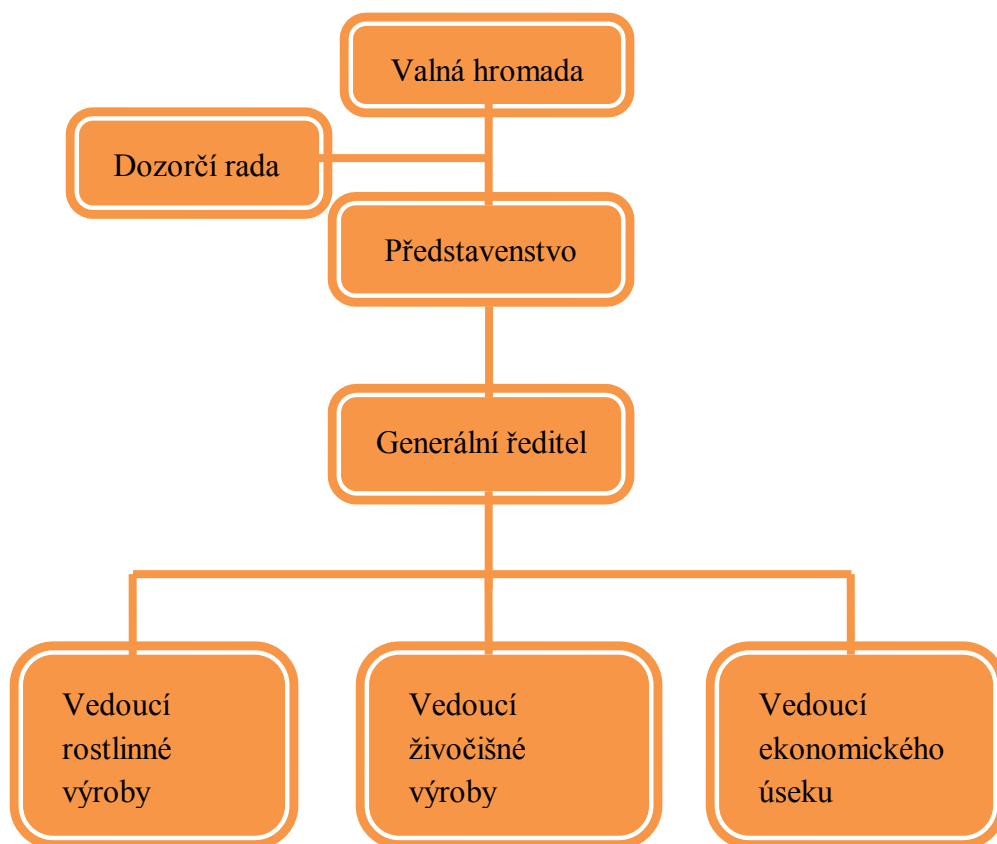 Valná hromada
Dozorčí rada
Představenstvo
Generální ředitel
Vedoucí
rostlinné
výroby
Vedoucí
živočišné
výroby
Vedoucí
ekonomického
úseku